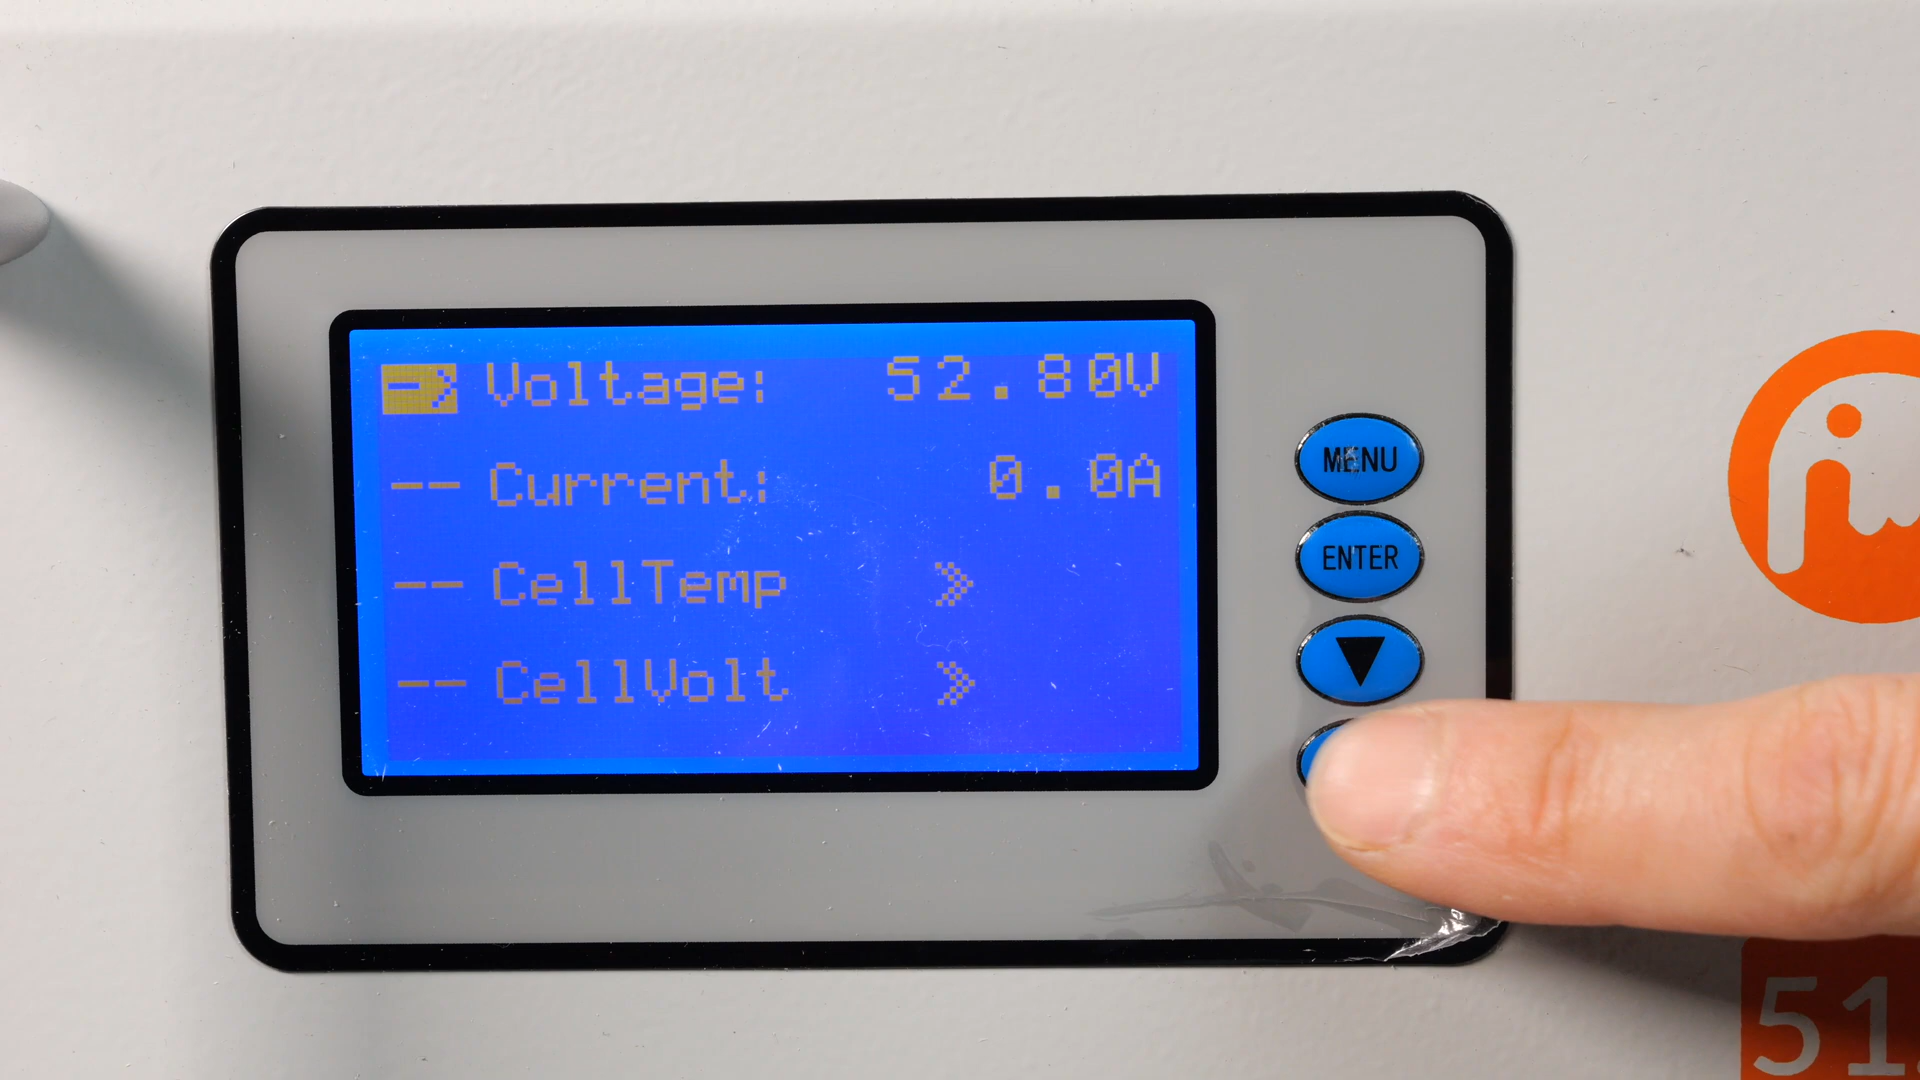 -> Voltage: 52.80V
-- Current: 0.0A
-- CellTemp »
-- CellVolt »
MENU
ENTER
▼
51